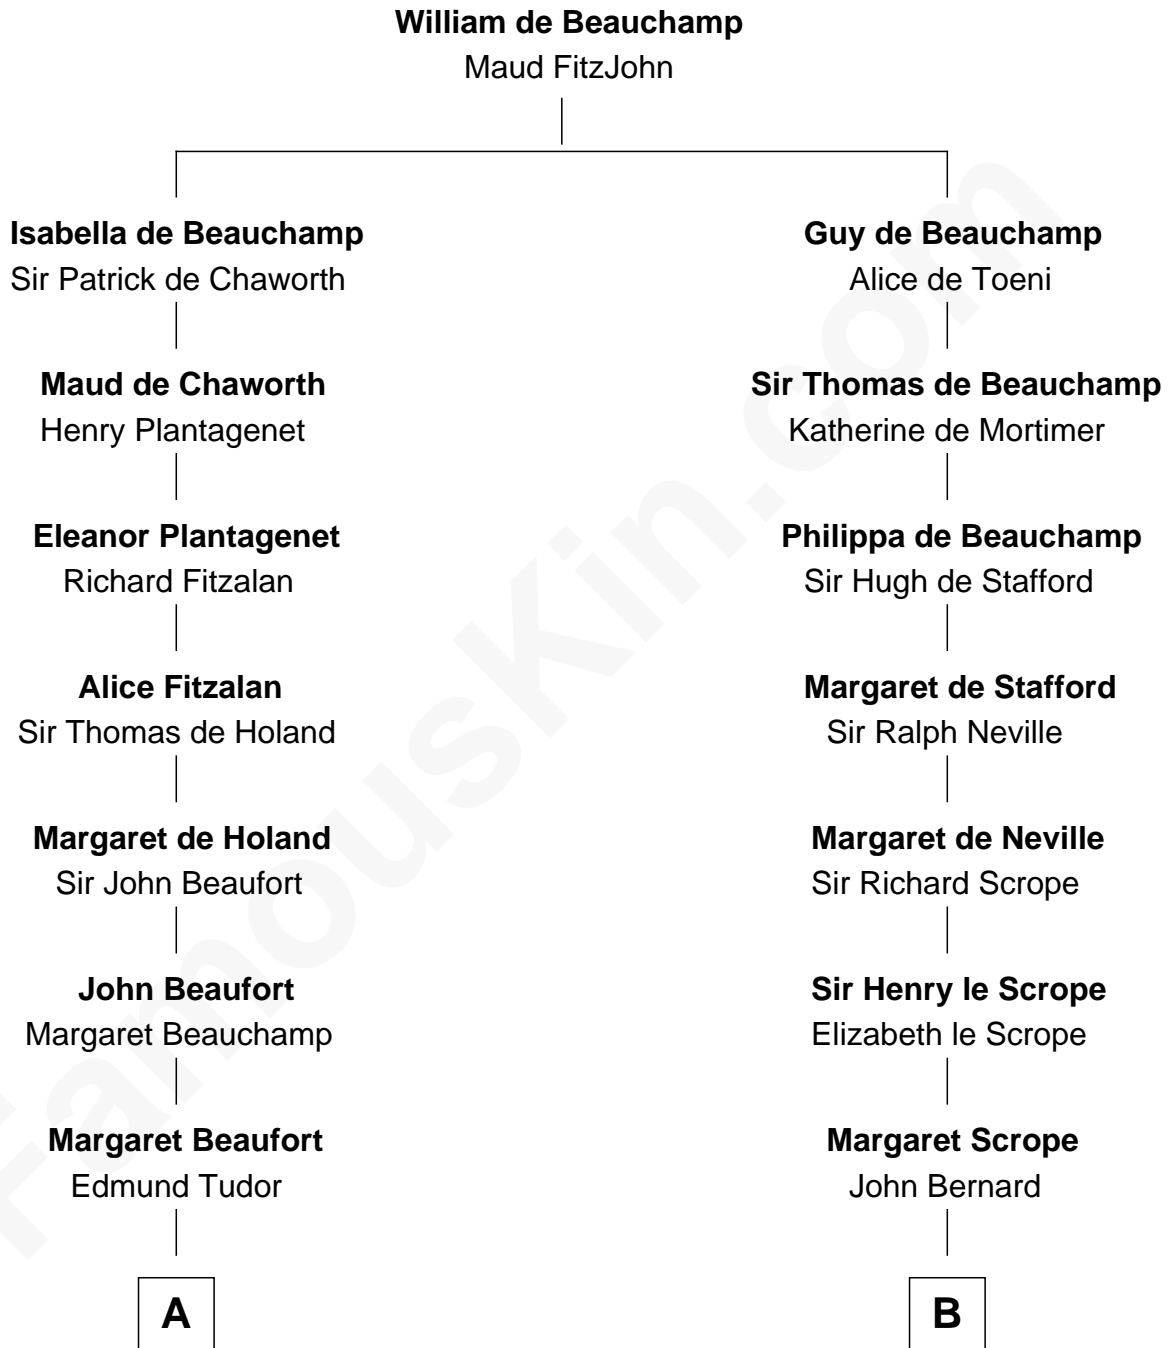 William de Beauchamp
Maud FitzJohn
Isabella de Beauchamp
Sir Patrick de Chaworth
Guy de Beauchamp
Alice de Toeni
Maud de Chaworth
Henry Plantagenet
Sir Thomas de Beauchamp
Katherine de Mortimer
Eleanor Plantagenet
Richard Fitzalan
Philippa de Beauchamp
Sir Hugh de Stafford
Alice Fitzalan
Sir Thomas de Holand
Margaret de Stafford
Sir Ralph Neville
Margaret de Holand
Sir John Beaufort
Margaret de Neville
Sir Richard Scrope
John Beaufort
Margaret Beauchamp
Sir Henry le Scrope
Elizabeth le Scrope
Margaret Beaufort
Edmund Tudor
Margaret Scrope
John Bernard
A
B
FamousKin.com